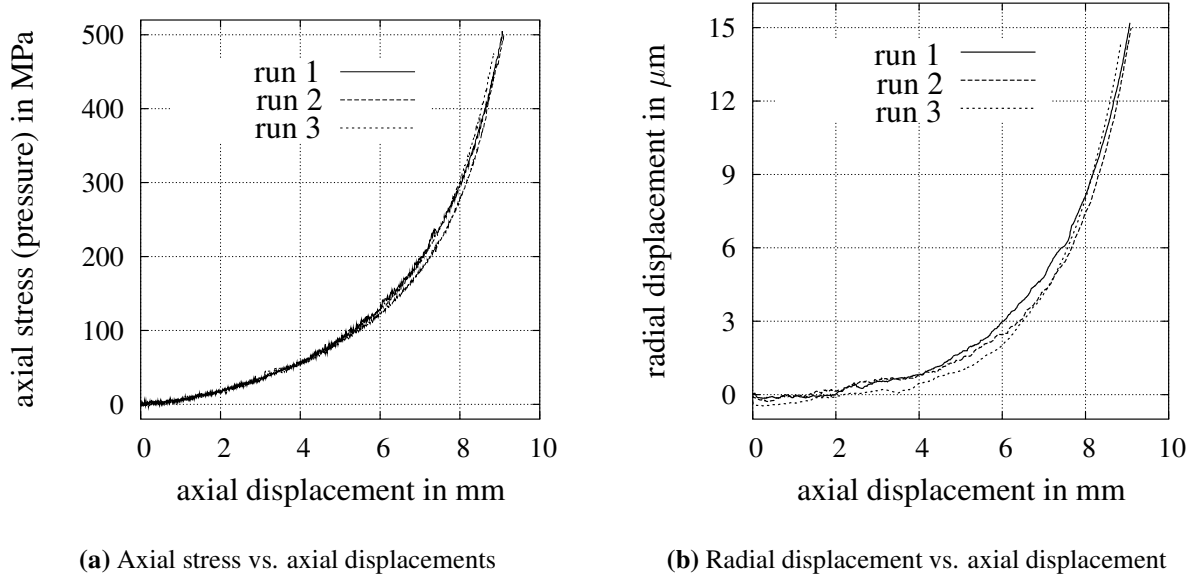 axial stress (pressure) in MPa
500
400
300
200
100
0
run 1
run 2
run 3
0 2 4 6 8 10
axial displacement in mm
(a) Axial stress vs. axial displacements
radial displacement in μm
15
12
9
6
3
0
run 1
run 2
run 3
0 2 4 6 8 10
axial displacement in mm
(b) Radial displacement vs. axial displacement